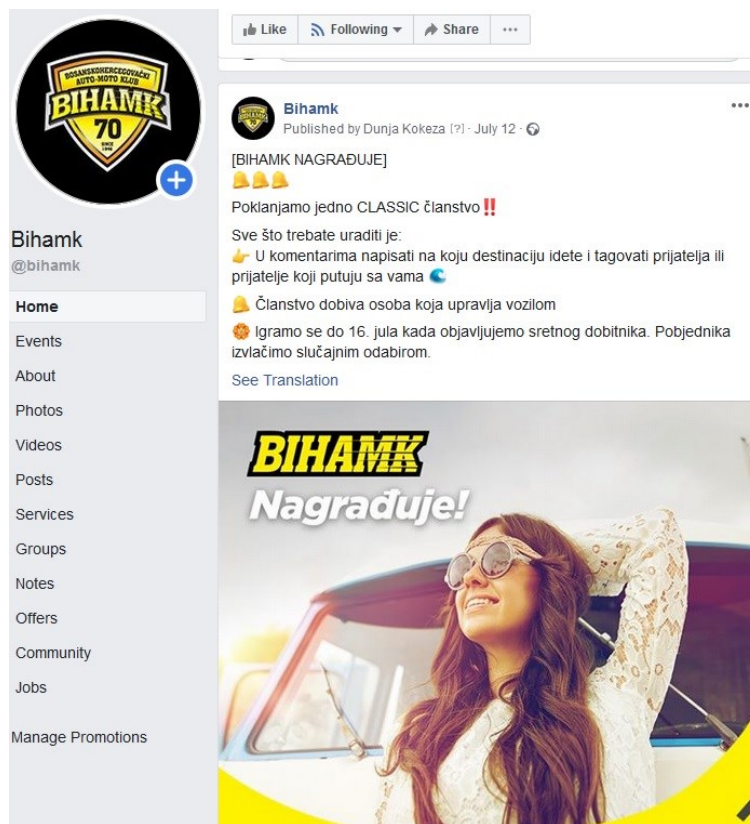 Like
Following
Share
BOSANSKOHERCEGOVAČKI
AUTO-MOTO KLUB
BIHAMK
70
SINCE
1946
Bihamk
@bihamk
Home
Events
About
Photos
Videos
Posts
Services
Groups
Notes
Offers
Community
Jobs
Manage Promotions
Bihamk
Published by Dunja Kokeza [?] · July 12 ·
[BIHAMK NAGRAĐUJE]
🔔🔔🔔
Poklanjamo jedno CLASSIC članstvo‼️
Sve što trebate uraditi je:
👉 U komentarima napisati na koju destinaciju idete i tagovati prijatelja ili
prijatelje koji putuju sa vama 🌊
🔔 Članstvo dobiva osoba koja upravlja vozilom
🏵️ Igramo se do 16. jula kada objavljujemo sretnog dobitnika. Pobjednika
izvlačimo slučajnim odabirom.
See Translation
BIHAMK
Nagrađuje!